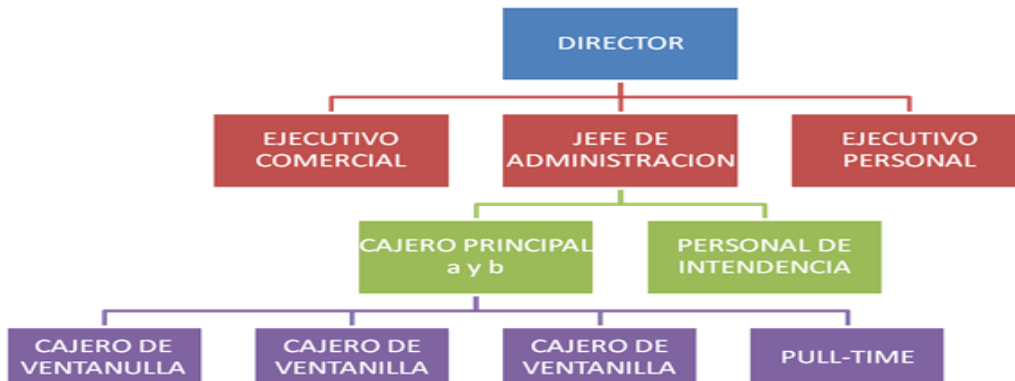 DIRECTOR
EJECUTIVO
COMERCIAL
JEFE DE
ADMINISTRACION
EJECUTIVO
PERSONAL
CAJERO PRINCIPAL
a y b
PERSONAL DE
INTENDENCIA
CAJERO DE
VENTANULLA
CAJERO DE
VENTANILLA
CAJERO DE
VENTANILLA
PULL-TIME